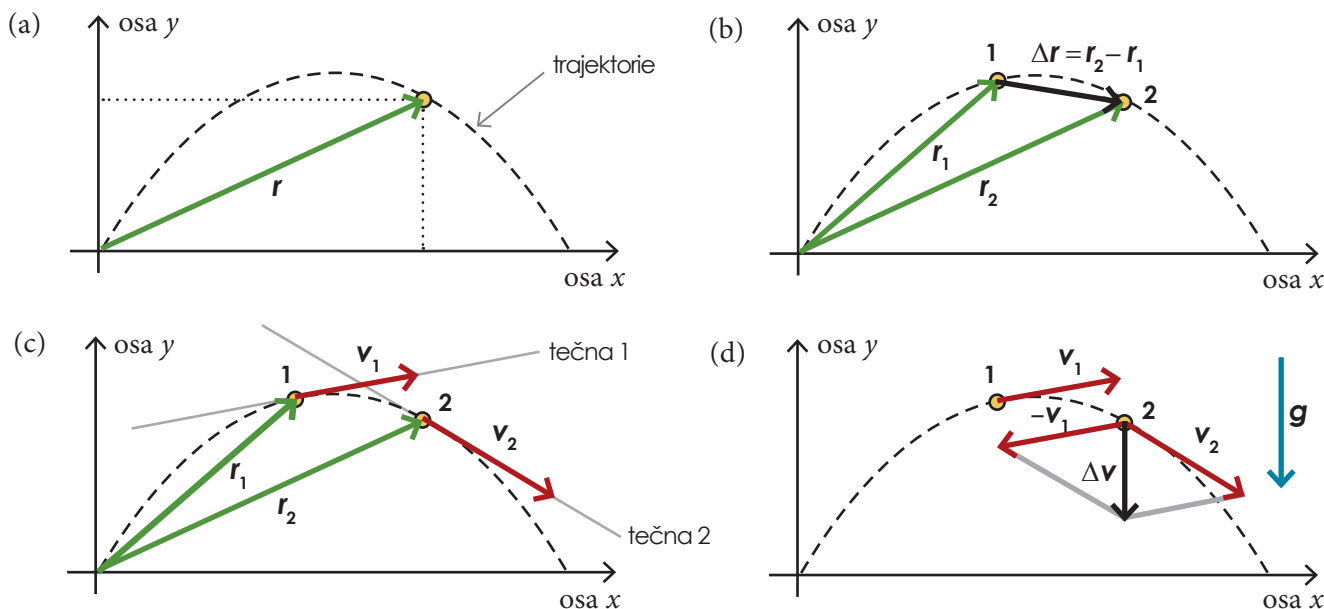 (a)
osa y
trajektorie
r
osa x
(b)
osa y
1
Δr = r₂ – r₁
2
r₁
r₂
osa x
(c)
osa y
v₁
tečna 1
1
2
v₂
r₁
r₂
tečna 2
osa x
(d)
osa y
v₁
1
–v₁
2
v₂
g
Δv
osa x